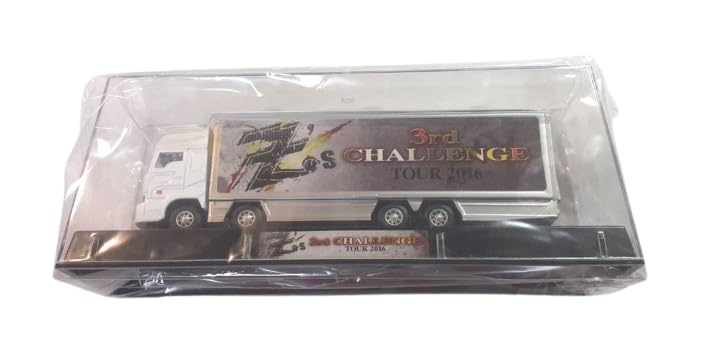 Z's
3rd
CHALLENGE
TOUR 2016
Z's 3rd CHALLENGE
TOUR 2016